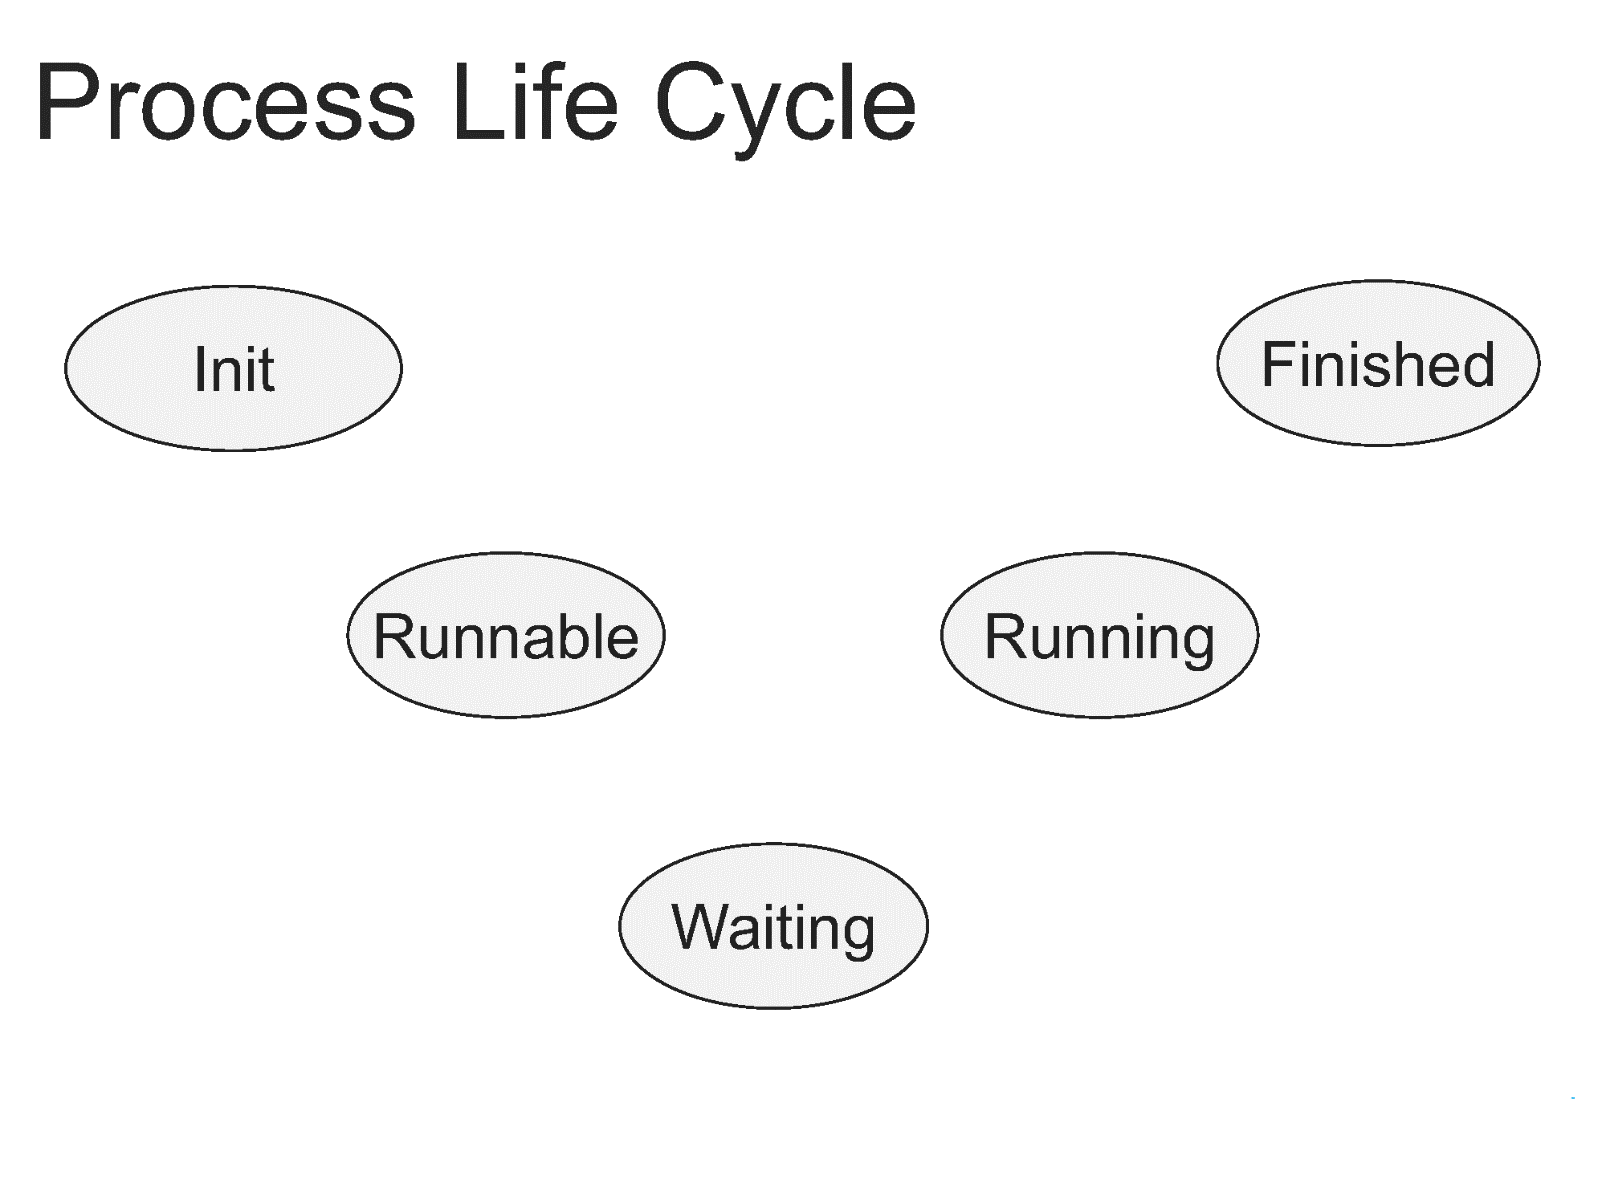 Process Life Cycle
Init
Finished
Runnable
Running
Waiting